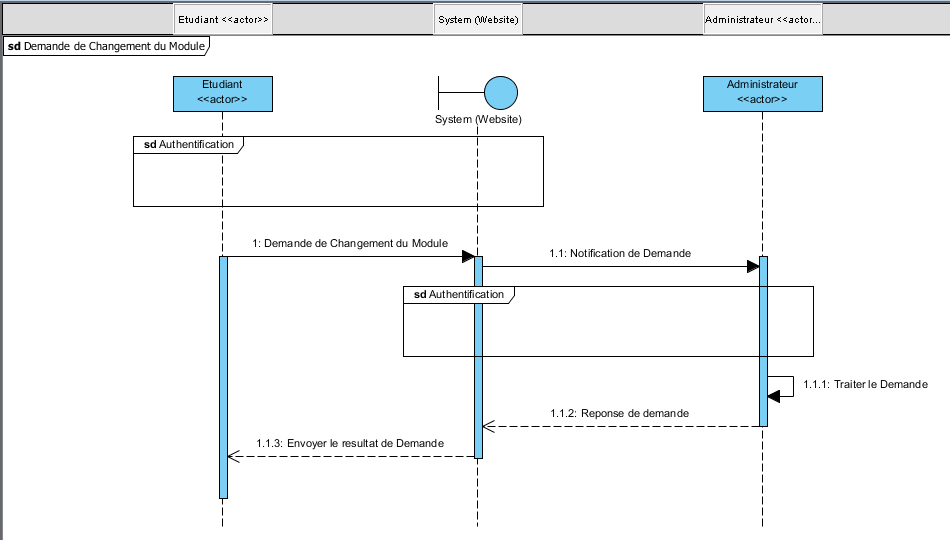 Etudiant <<actor>>
System (Website)
Administrateur <<actor...
sd Demande de Changement du Module
Etudiant
<<actor>>
System (Website)
Administrateur
<<actor>>
sd Authentification
1: Demande de Changement du Module
1.1: Notification de Demande
sd Authentification
1.1.1: Traiter le Demande
1.1.2: Reponse de demande
1.1.3: Envoyer le resultat de Demande